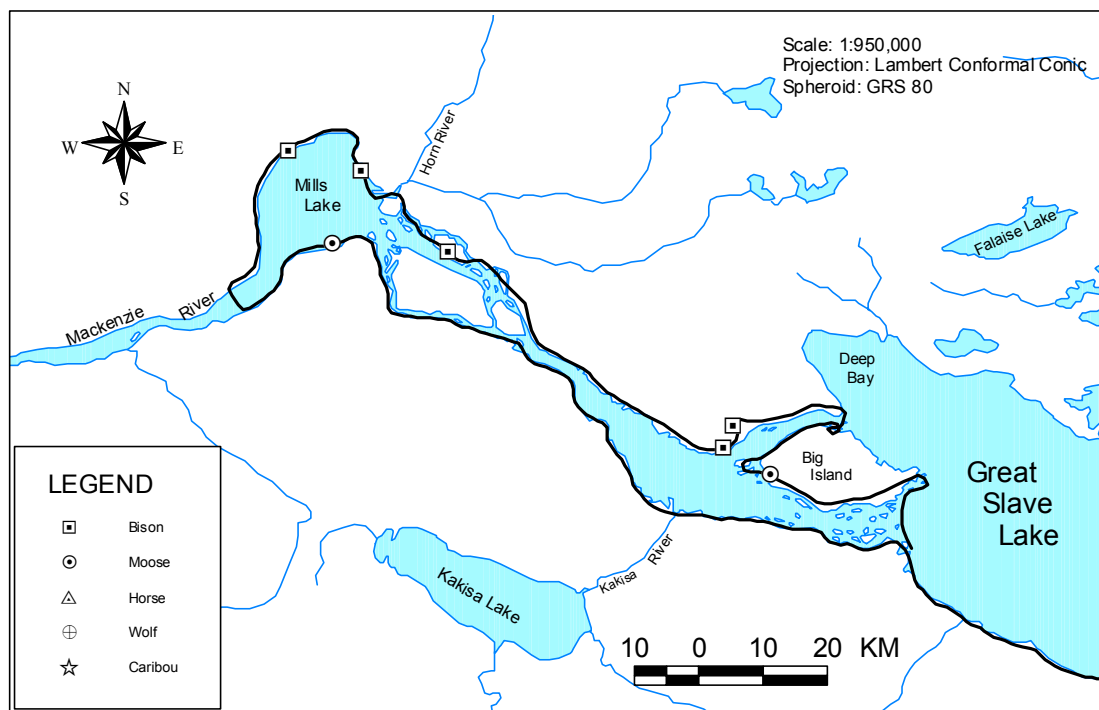 Scale: 1:950,000
Projection: Lambert Conformal Conic
Spheroid: GRS 80
N
W
E
S
Horn River
Mills
Lake
Falaise Lake
Mackenzie River
Deep
Bay
Big
Island
Great
Slave
Lake
Kakisa River
Kakisa Lake
LEGEND
Bison
Moose
Horse
Wolf
Caribou
10 0 10 20 KM